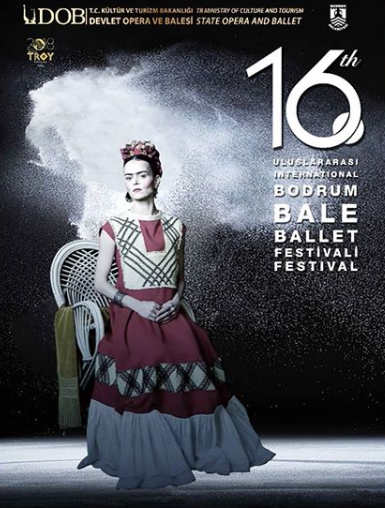 DOB
T.C. KÜLTÜR VE TURİZM BAKANLIĞI TR MINISTRY OF CULTURE AND TOURISM
DEVLET OPERA VE BALESİ STATE OPERA AND BALLET
2018
TROY
16th
ULUSLARARASI
INTERNATIONAL
BODRUM
BALE
BALLET
FESTİVALİ
FESTIVAL